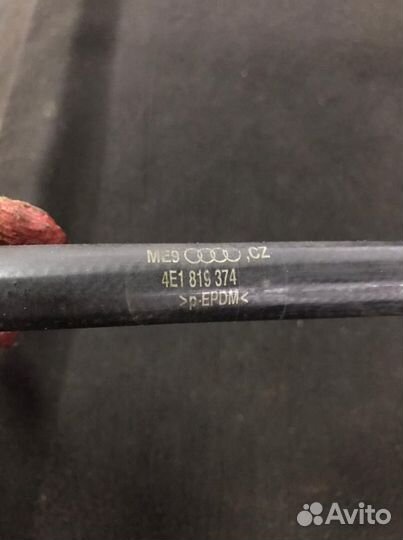 ME9 ,CZ
4E1 819 374
>p-EPDM<
Avito